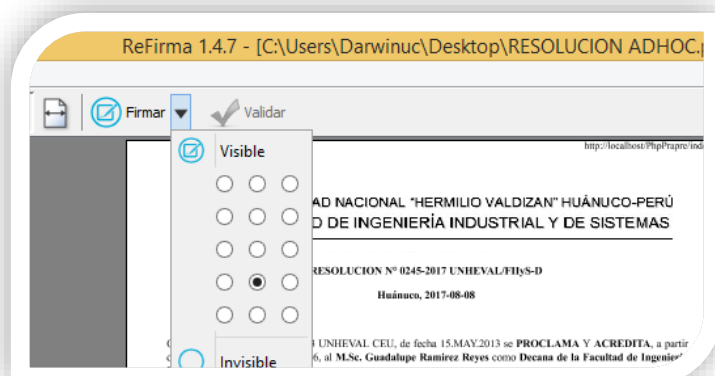 ReFirma 1.4.7 - [C:\Users\Darwinuc\Desktop\RESOLUCION ADHOC.
Firmar Validar
Visible
http://localhost/PhpPrapre/ind
AD NACIONAL "HERMILIO VALDIZAN" HUÁNUCO-PERÚ
D DE INGENIERÍA INDUSTRIAL Y DE SISTEMAS
RESOLUCION Nº 0245-2017 UNHEVAL/FIIyS-D
Huánuco, 2017-08-08
UNHEVAL CEU, de fecha 15.MAY.2013 se PROCLAMA Y ACREDITA, a partir
6, al M.Sc. Guadalupe Ramirez Reyes como Decana de la Facultad de Ingenier
Invisible